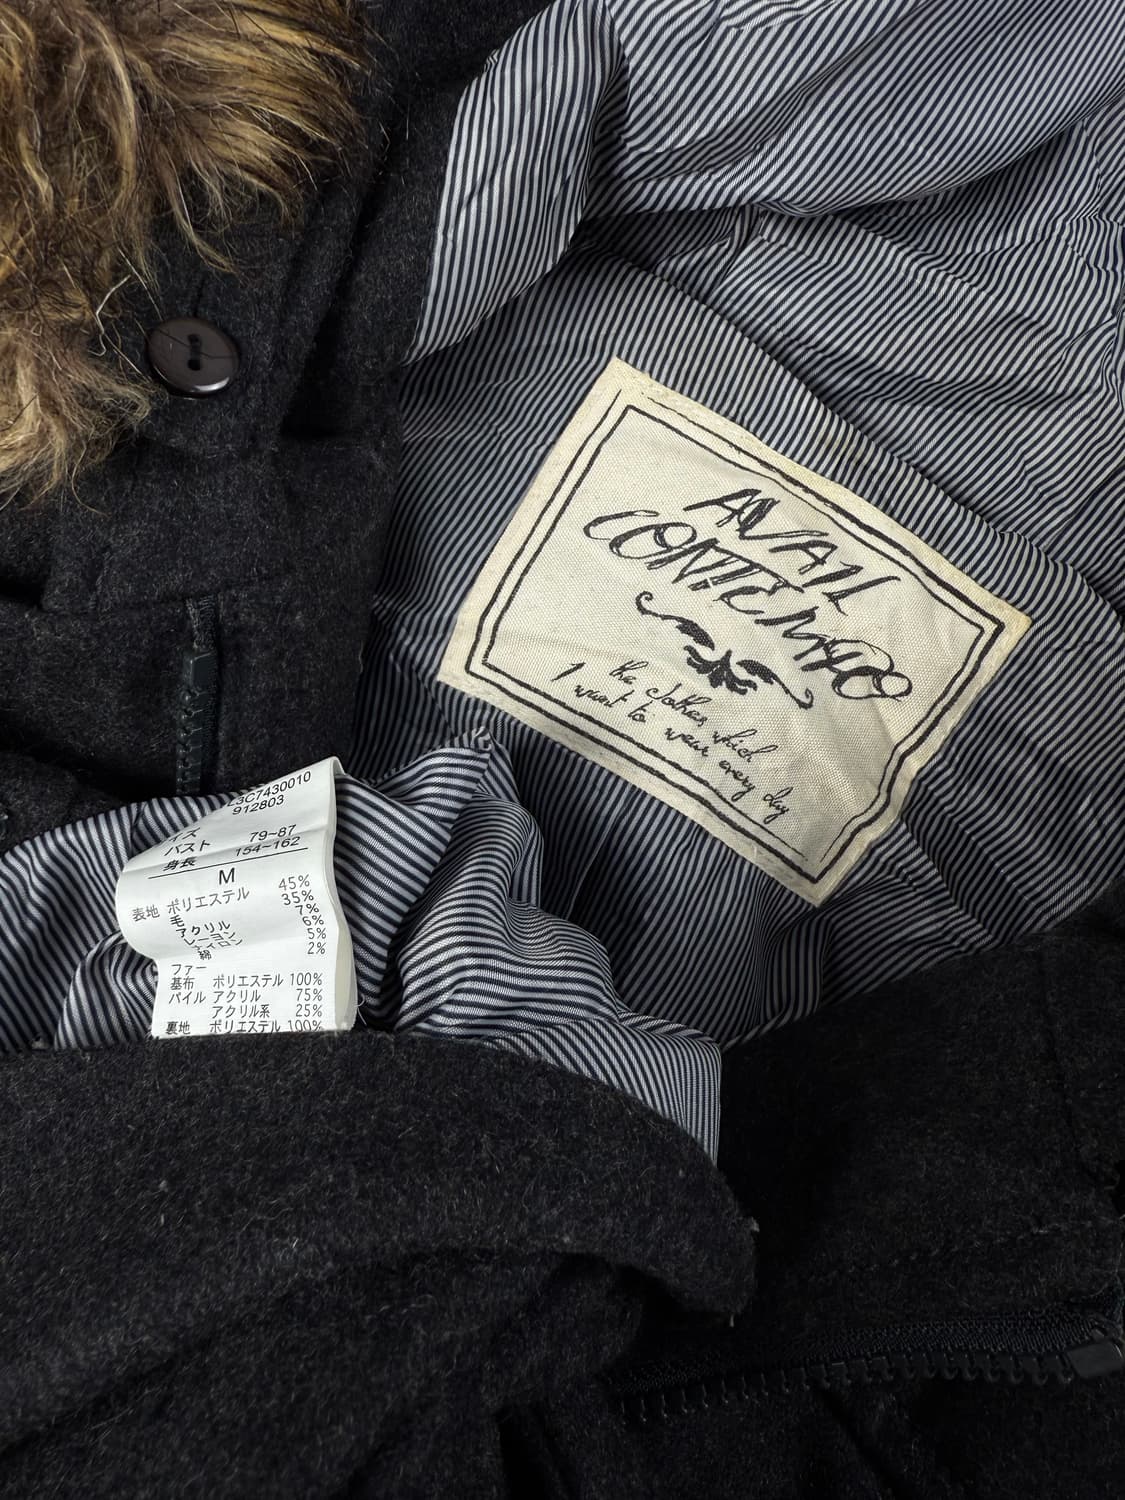 AVAIL
CONTEMPO
the clothes, which
I want to wear every day
L3C7430010
912803
イズ
バスト 79~87
身長 154~162
M
表地 ポリエステル 45%
毛 35%
アクリル 7%
レーヨン 6%
ナイロン 5%
綿 2%
ファー
基布 ポリエステル 100%
パイル アクリル 75%
アクリル系 25%
裏地 ポリエステル 100%